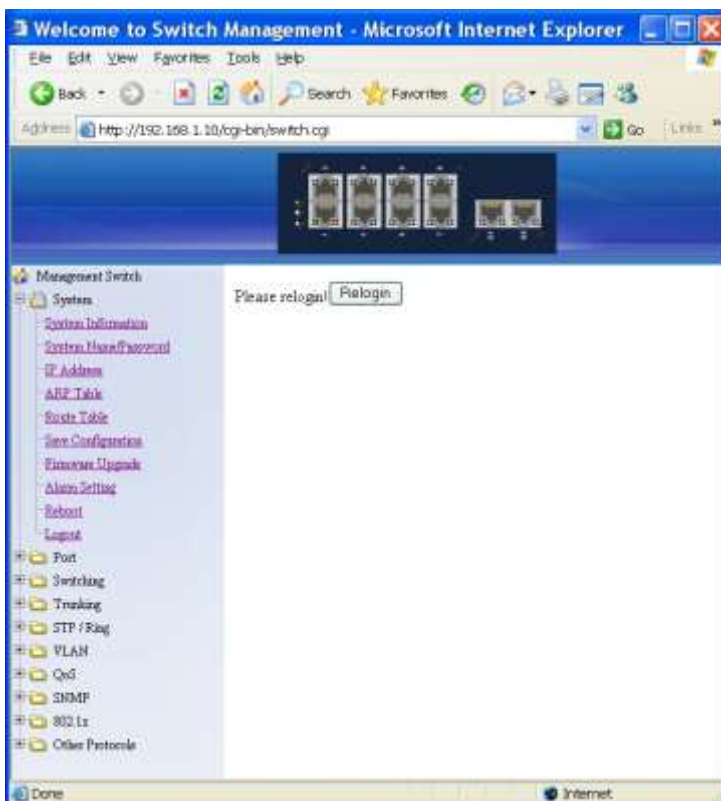 Welcome to Switch Management - Microsoft Internet Explorer
File Edit View Favorites Tools Help
Back Search Favorites
Address http://192.168.1.10/cgi-bin/switch.cgi Go Links »
Management Switch
System
System Information
System Name/Password
IP Address
ARP Table
Route Table
Save Configuration
Firmware Upgrade
Alarm Setting
Reboot
Logout
Port
Switching
Trunking
STP / Ring
VLAN
QoS
SNMP
802.1x
Other Protocols
Please relogin! Relogin
Done Internet